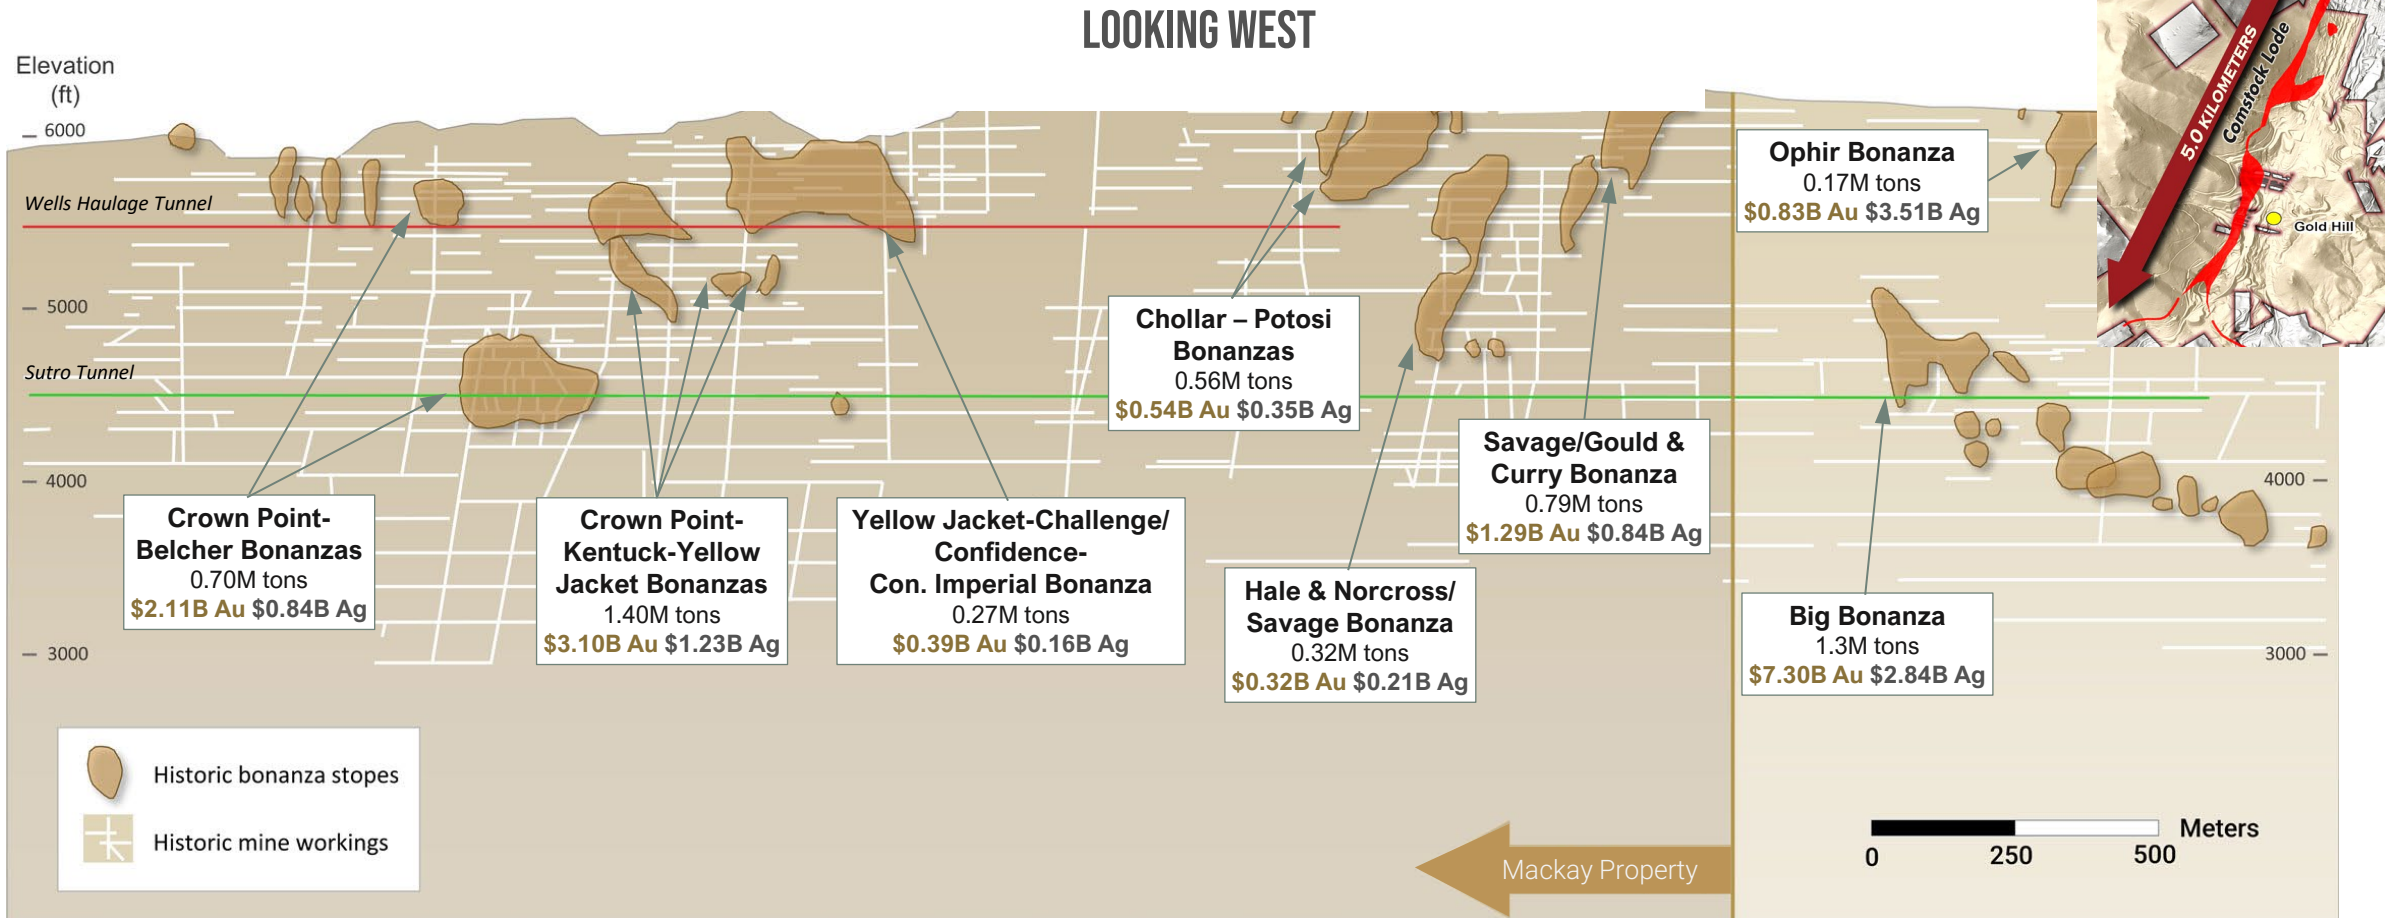 LOOKING WEST
Elevation
(ft)
6000
Wells Haulage Tunnel
5000
Sutro Tunnel
4000
3000
Crown Point-
Belcher Bonanzas
0.70M tons
$2.11B Au $0.84B Ag
Crown Point-
Kentuck-Yellow
Jacket Bonanzas
1.40M tons
$3.10B Au $1.23B Ag
Yellow Jacket-Challenge/
Confidence-
Con. Imperial Bonanza
0.27M tons
$0.39B Au $0.16B Ag
Chollar – Potosi
Bonanzas
0.56M tons
$0.54B Au $0.35B Ag
Hale & Norcross/
Savage Bonanza
0.32M tons
$0.32B Au $0.21B Ag
Savage/Gould &
Curry Bonanza
0.79M tons
$1.29B Au $0.84B Ag
Ophir Bonanza
0.17M tons
$0.83B Au $3.51B Ag
Big Bonanza
1.3M tons
$7.30B Au $2.84B Ag
5.0 KILOMETERS
Comstock Lode
Gold Hill
4000
3000
Historic bonanza stopes
Historic mine workings
Mackay Property
Meters
0 250 500